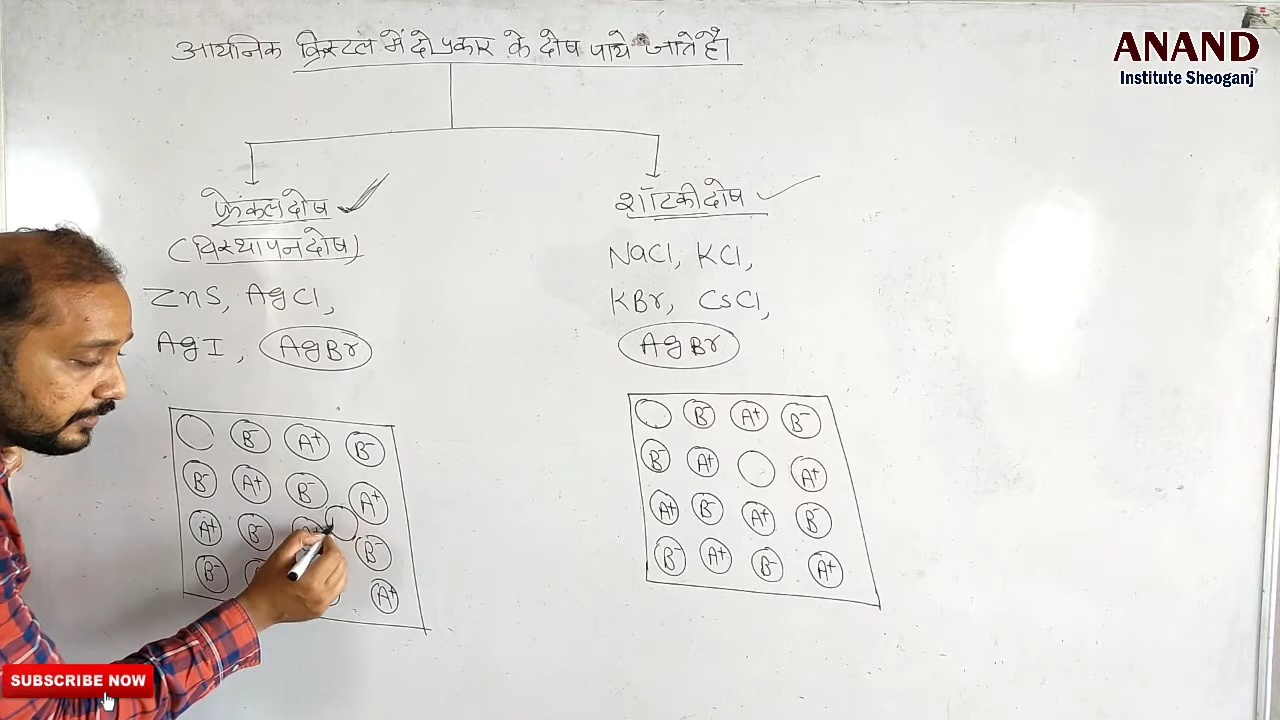 आयनिक क्रिस्टल में दो प्रकार के दोष पाये जाते है।
ANAND
Institute Sheoganj
फ्रेंकल दोष
(विस्थापन दोष)
ZnS, AgCl,
AgI, AgBr
शॉटकी दोष
NaCl, KCl,
KBr, CsCl,
AgBr
B⁻ A⁺ B⁻
B⁻ A⁺ B⁻ A⁺
A⁺ B⁻ B⁻
B⁻ A⁺
B⁻ A⁺ B⁻
B⁻ A⁺ A⁺
A⁺ B⁻ A⁺ B⁻
B⁻ A⁺ B⁻ A⁺
SUBSCRIBE NOW